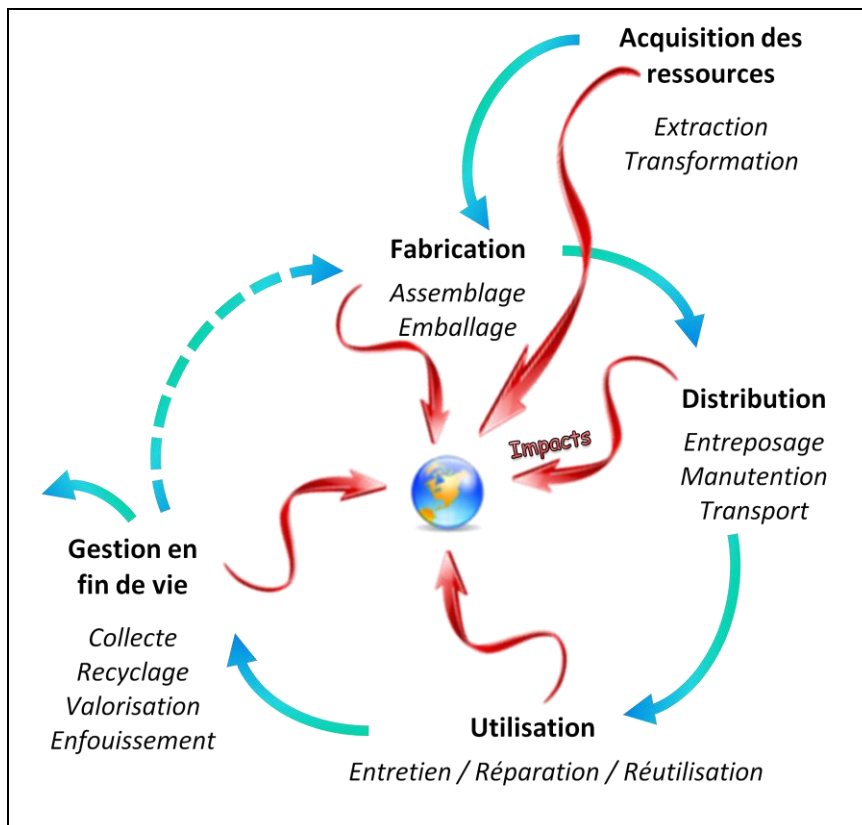 Acquisition des
ressources
Extraction
Transformation
Fabrication
Assemblage
Emballage
Distribution
Entreposage
Manutention
Transport
Impacts
Utilisation
Entretien / Réparation / Réutilisation
Gestion en
fin de vie
Collecte
Recyclage
Valorisation
Enfouissement